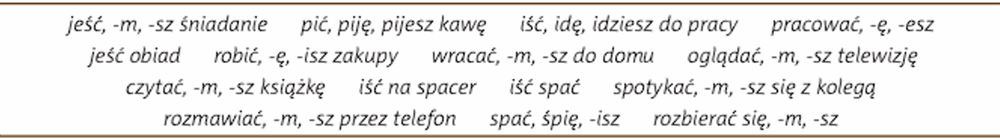 jeść, -m, -sz śniadanie pić, piję, pijesz kawę iść, idę, idziesz do pracy pracować, -ę, -esz
jeść obiad robić, -ę, -isz zakupy wracać, -m, -sz do domu oglądać, -m, -sz telewizję
czytać, -m, -sz książkę iść na spacer iść spać spotykać, -m, -sz się z kolegą
rozmawiać, -m, -sz przez telefon spać, śpię, -isz rozbierać się, -m, -sz